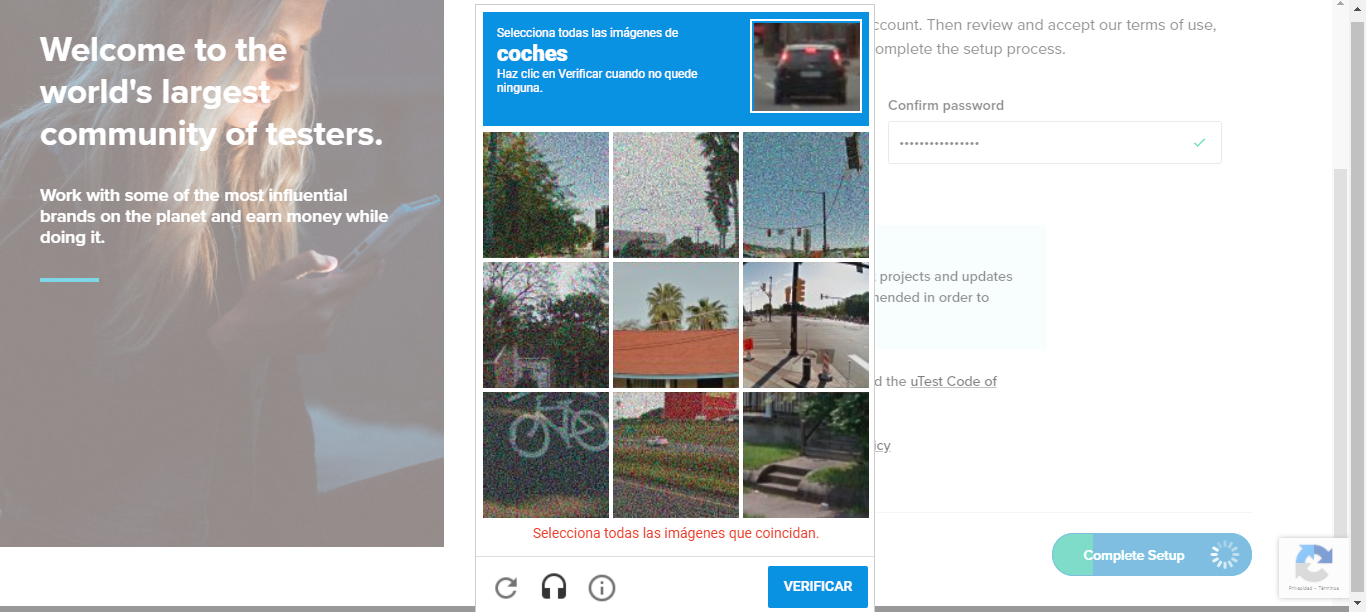 Welcome to the
world's largest
community of testers.
Work with some of the most influential
brands on the planet and earn money while
doing it.
Selecciona todas las imágenes de
coches
Haz clic en Verificar cuando no quede
ninguna.
Selecciona todas las imágenes que coincidan.
VERIFICAR
ccount. Then review and accept our terms of use,
omplete the setup process.
Confirm password
projects and updates
nended in order to
d the uTest Code of
icy
Complete Setup
Privacidad - Términos